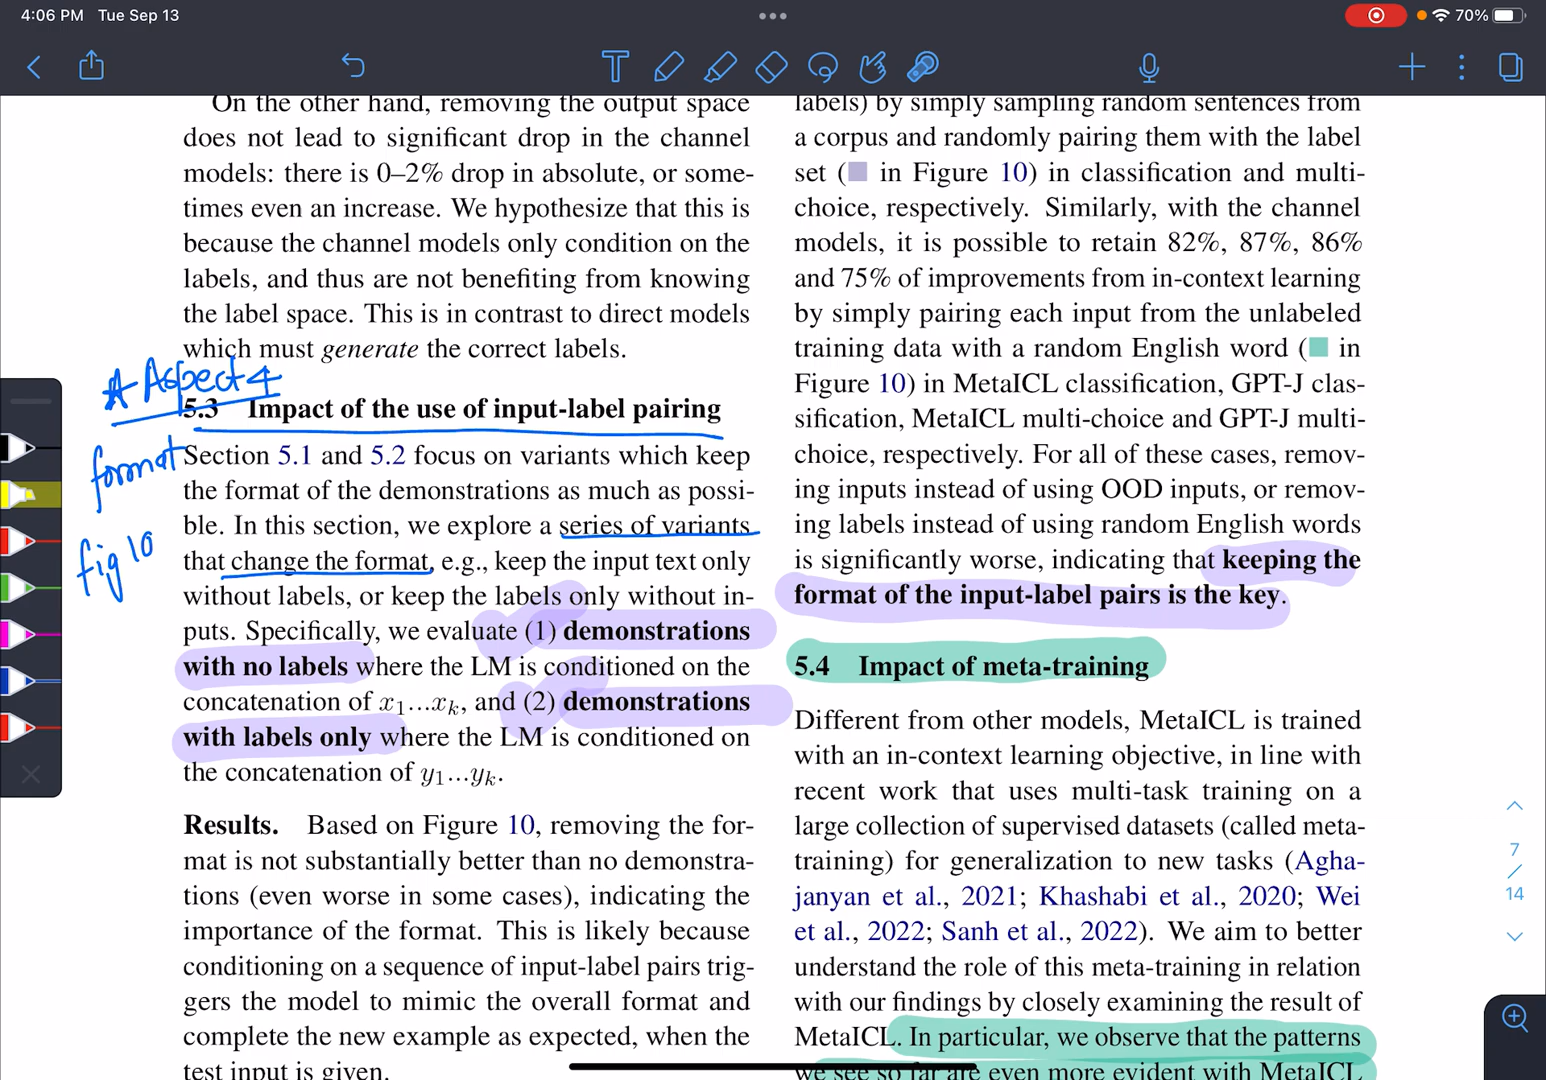 4:06 PM Tue Sep 13
70%
On the other hand, removing the output space
does not lead to significant drop in the channel
models: there is 0–2% drop in absolute, or some-
times even an increase. We hypothesize that this is
because the channel models only condition on the
labels, and thus are not benefiting from knowing
the label space. This is in contrast to direct models
which must generate the correct labels.
Aspect 4
5.3 Impact of the use of input-label pairing
format
fig 10
Section 5.1 and 5.2 focus on variants which keep
the format of the demonstrations as much as possi-
ble. In this section, we explore a series of variants
that change the format, e.g., keep the input text only
without labels, or keep the labels only without in-
puts. Specifically, we evaluate (1) demonstrations
with no labels where the LM is conditioned on the
concatenation of x1...xk, and (2) demonstrations
with labels only where the LM is conditioned on
the concatenation of y1...yk.
Results. Based on Figure 10, removing the for-
mat is not substantially better than no demonstra-
tions (even worse in some cases), indicating the
importance of the format. This is likely because
conditioning on a sequence of input-label pairs trig-
gers the model to mimic the overall format and
complete the new example as expected, when the
test input is given.
labels) by simply sampling random sentences from
a corpus and randomly pairing them with the label
set (■ in Figure 10) in classification and multi-
choice, respectively. Similarly, with the channel
models, it is possible to retain 82%, 87%, 86%
and 75% of improvements from in-context learning
by simply pairing each input from the unlabeled
training data with a random English word (■ in
Figure 10) in MetaICL classification, GPT-J clas-
sification, MetaICL multi-choice and GPT-J multi-
choice, respectively. For all of these cases, remov-
ing inputs instead of using OOD inputs, or remov-
ing labels instead of using random English words
is significantly worse, indicating that keeping the
format of the input-label pairs is the key.
5.4 Impact of meta-training
Different from other models, MetaICL is trained
with an in-context learning objective, in line with
recent work that uses multi-task training on a
large collection of supervised datasets (called meta-
training) for generalization to new tasks (Agha-
janyan et al., 2021; Khashabi et al., 2020; Wei
et al., 2022; Sanh et al., 2022). We aim to better
understand the role of this meta-training in relation
with our findings by closely examining the result of
MetaICL. In particular, we observe that the patterns
we see so far are even more evident with MetaICL
7
/
14